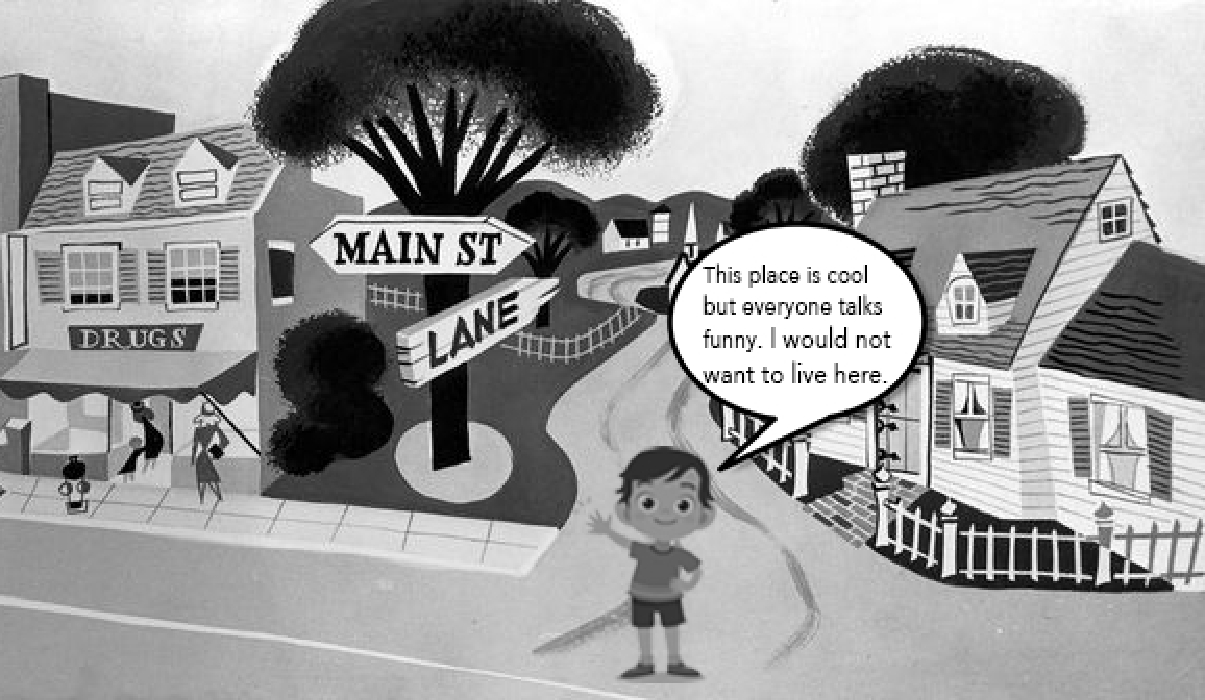 MAIN ST
LANE
DRUGS
This place is cool
but everyone talks
funny. I would not
want to live here.